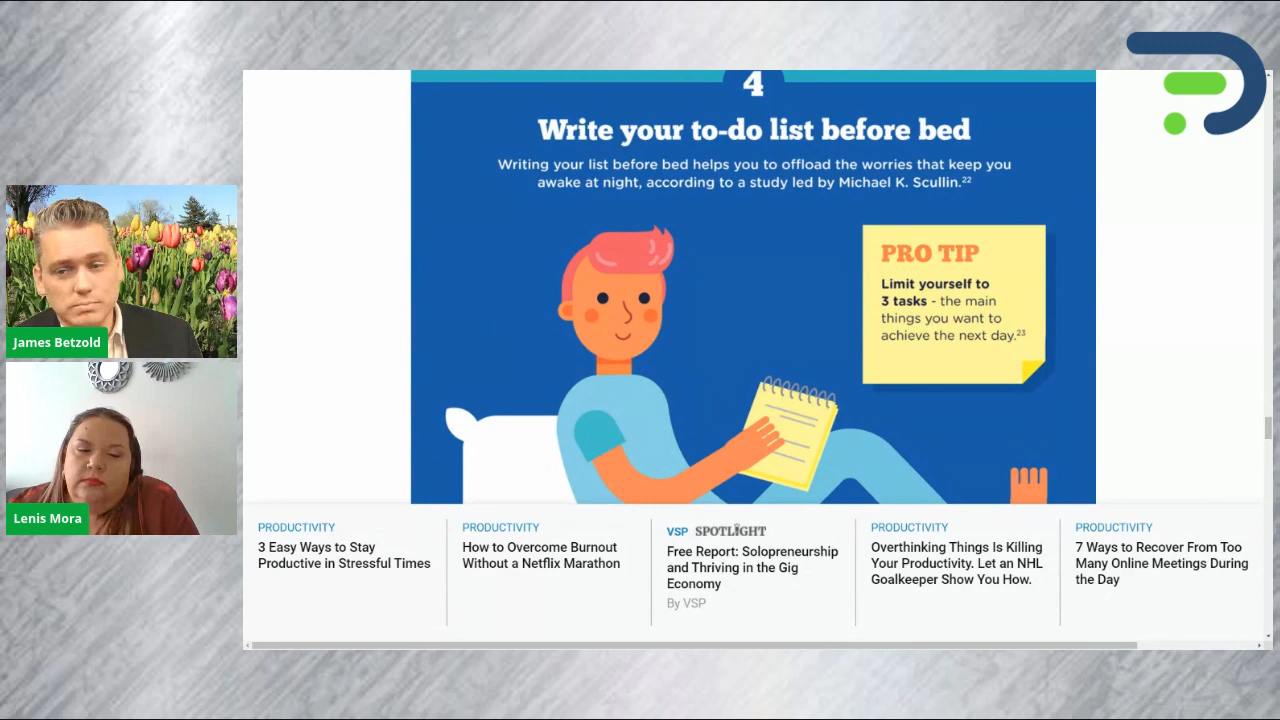 4
Write your to-do list before bed
Writing your list before bed helps you to offload the worries that keep you
awake at night, according to a study led by Michael K. Scullin.22
PRO TIP
Limit yourself to
3 tasks - the main
things you want to
achieve the next day.23
James Betzold
Lenis Mora
PRODUCTIVITY
3 Easy Ways to Stay
Productive in Stressful Times
PRODUCTIVITY
How to Overcome Burnout
Without a Netflix Marathon
VSP SPOTLIGHT
Free Report: Solopreneurship
and Thriving in the Gig
Economy
By VSP
PRODUCTIVITY
Overthinking Things Is Killing
Your Productivity. Let an NHL
Goalkeeper Show You How.
PRODUCTIVITY
7 Ways to Recover From Too
Many Online Meetings During
the Day